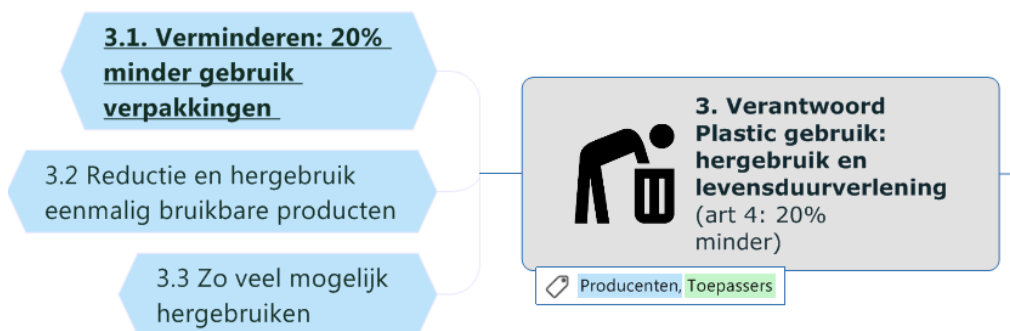 3.1. Verminderen: 20%
minder gebruik
verpakkingen
3.2 Reductie en hergebruik
eenmalig bruikbare producten
3.3 Zo veel mogelijk
hergebruiken
3. Verantwoord
Plastic gebruik:
hergebruik en
levensduurverlening
(art 4: 20%
minder)
Producenten, Toepassers